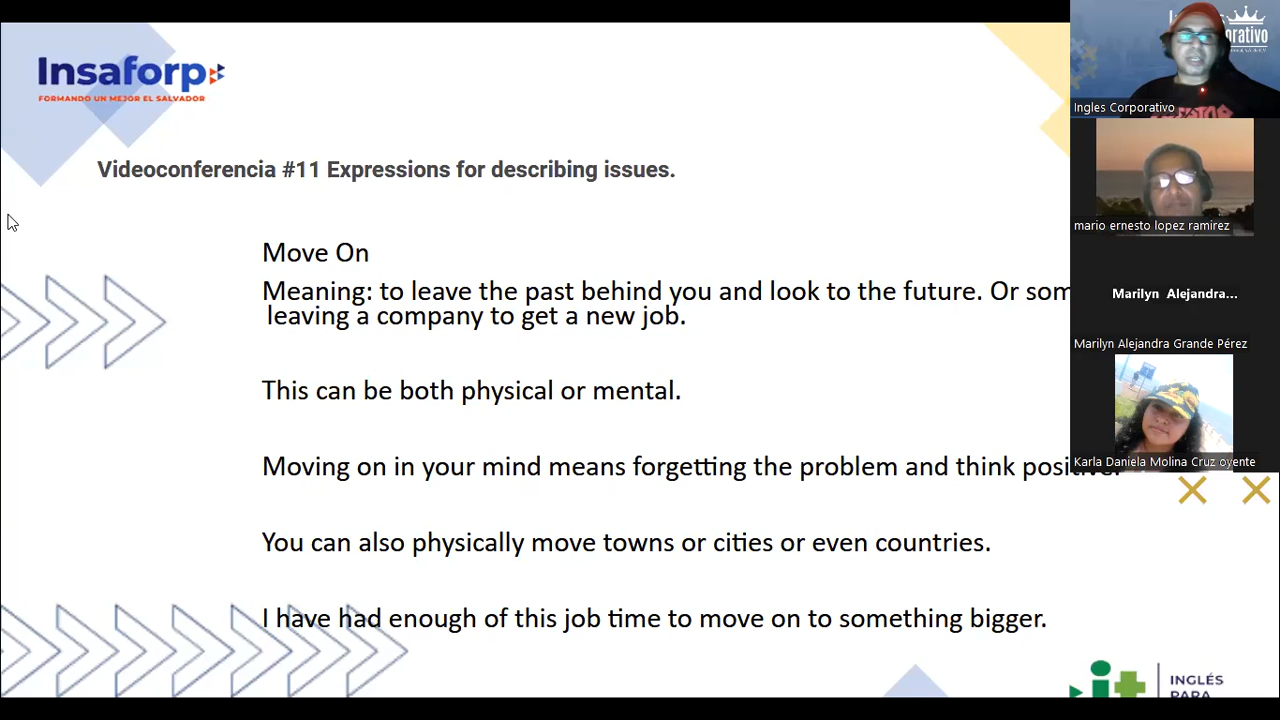 Insaforp
FORMANDO UN MEJOR EL SALVADOR
Videoconferencia #11 Expressions for describing issues.
Move On
Meaning: to leave the past behind you and look to the future. Or som
leaving a company to get a new job.
This can be both physical or mental.
Moving on in your mind means forgetting the problem and think positive.
You can also physically move towns or cities or even countries.
I have had enough of this job time to move on to something bigger.
INGLÉS
PARA
orativo
Ingles Corporativo
mario ernesto lopez ramirez
Marilyn Alejandra...
Marilyn Alejandra Grande Pérez
Karla Daniela Molina Cruz oyente